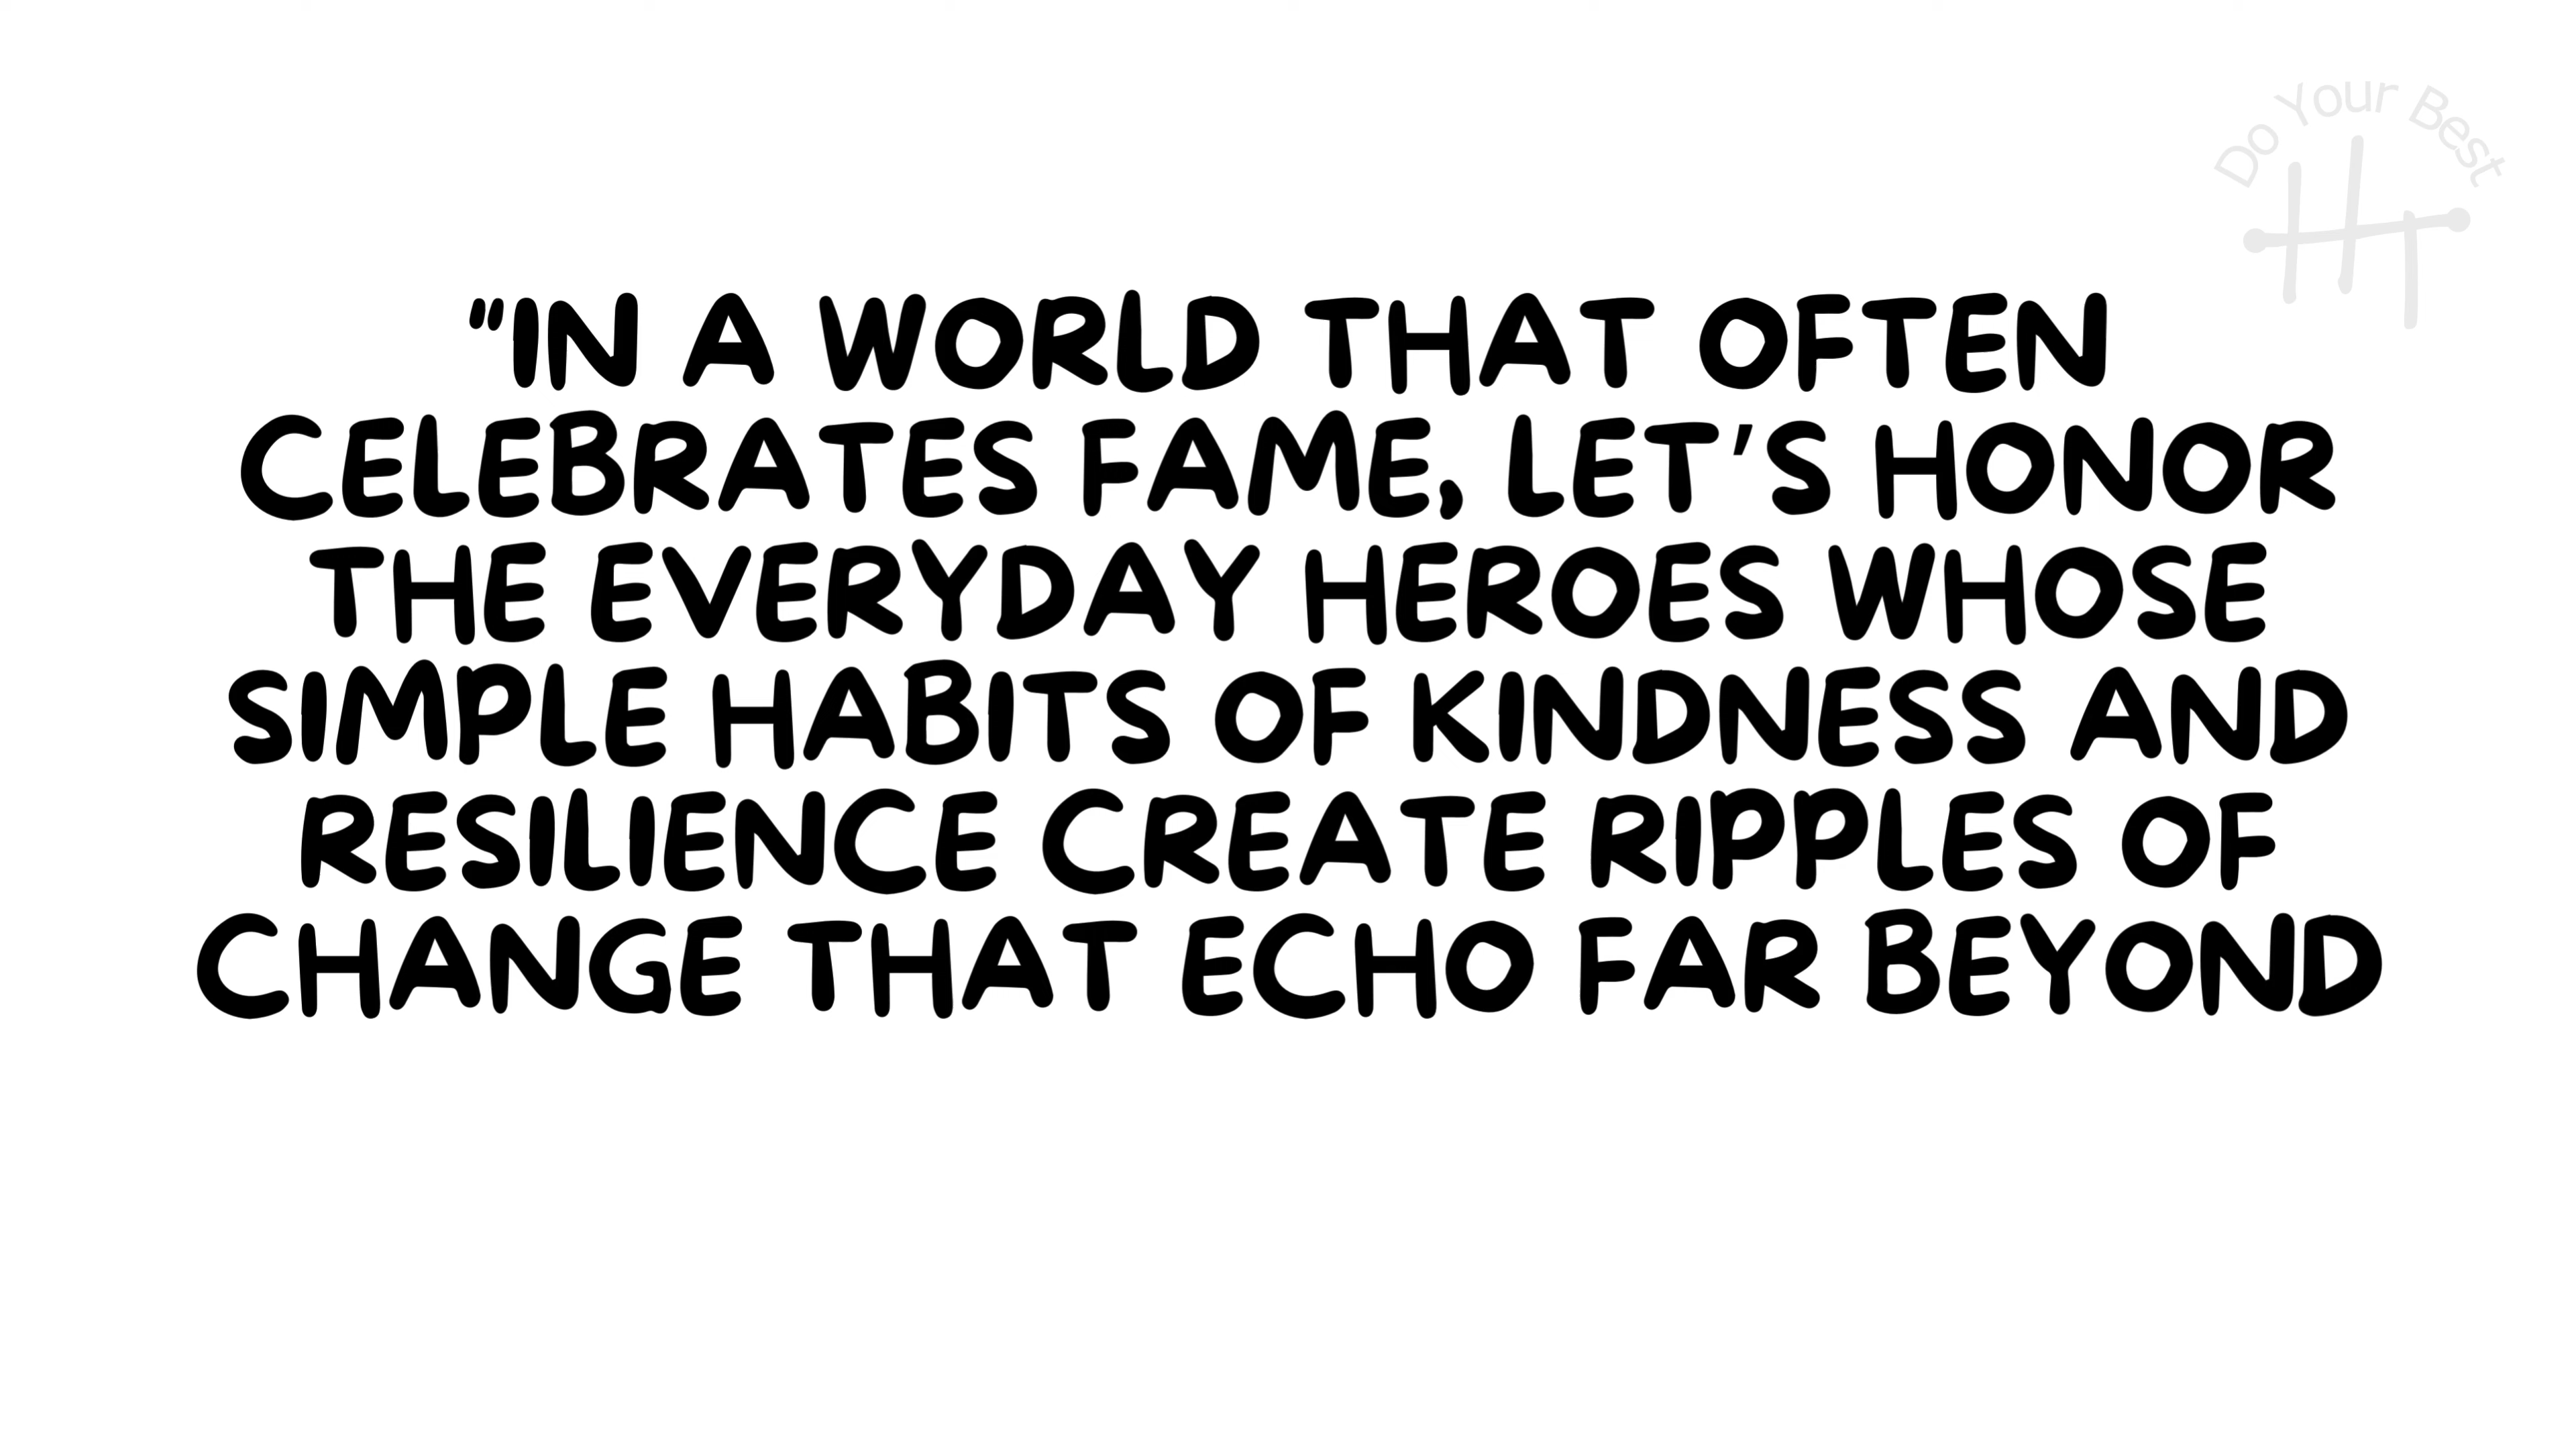 Do Your Best
HT
"IN A WORLD THAT OFTEN
CELEBRATES FAME, LET'S HONOR
THE EVERYDAY HEROES WHOSE
SIMPLE HABITS OF KINDNESS AND
RESILIENCE CREATE RIPPLES OF
CHANGE THAT ECHO FAR BEYOND